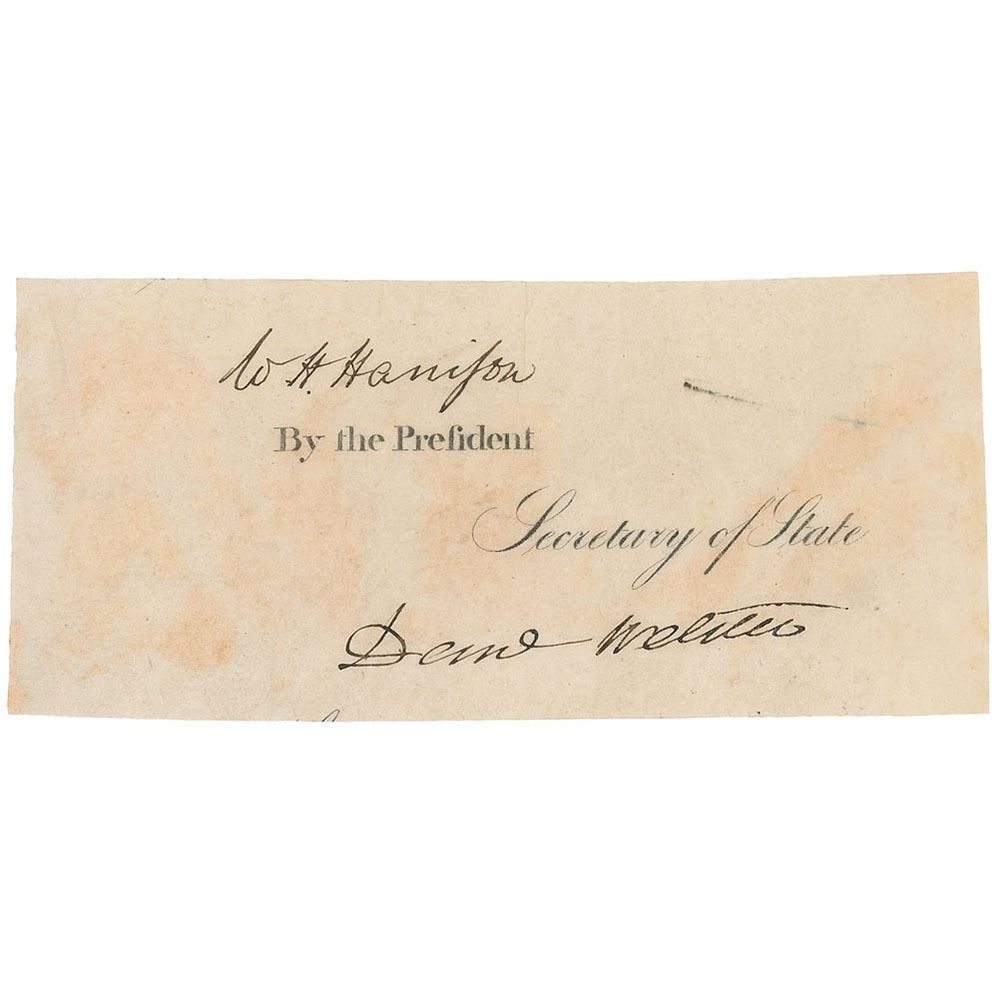 W H Harrison
By the Preſident
Secretary of State
Danl Webster